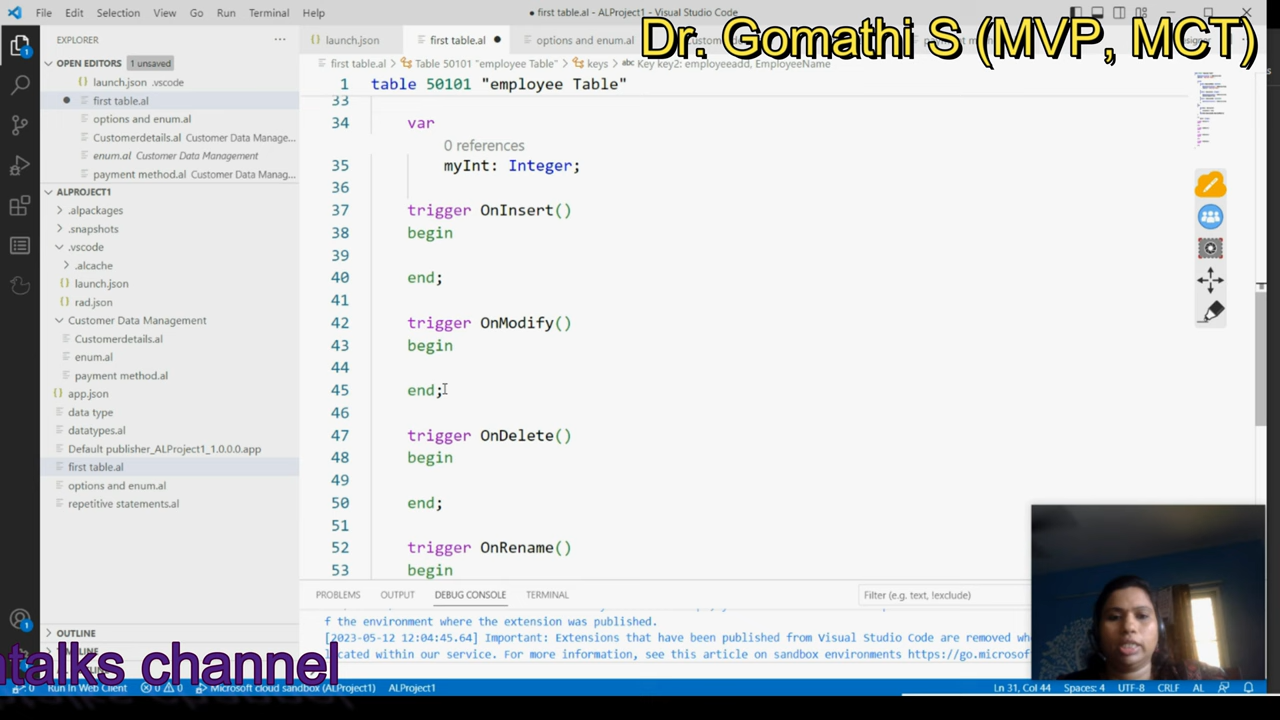 File Edit Selection View Go Run Terminal Help
first table.al - ALProject1 - Visual Studio Code
Dr. Gomathi S (MVP, MCT)
EXPLORER
launch.json
first table.al
options and enum.al
OPEN EDITORS 1 unsaved
first table.al > Table 50101 "employee Table" > keys > Key key2: employeeadd, EmployeeName
launch.json .vscode
first table.al
options and enum.al
Customerdetails.al Customer Data Manage...
enum.al Customer Data Management
payment method.al Customer Data Manag...
ALPROJECT1
.alpackages
.snapshots
.vscode
.alcache
launch.json
rad.json
Customer Data Management
Customerdetails.al
enum.al
payment method.al
app.json
data type
datatypes.al
Default publisher_ALProject1_1.0.0.0.app
first table.al
options and enum.al
repetitive statements.al
OUTLINE
1 table 50101 "employee Table"
33
34 var
0 references
35 myInt: Integer;
36
37 trigger OnInsert()
38 begin
39
40 end;
41
42 trigger OnModify()
43 begin
44
45 end;
46
47 trigger OnDelete()
48 begin
49
50 end;
51
52 trigger OnRename()
53 begin
PROBLEMS OUTPUT DEBUG CONSOLE TERMINAL
Filter (e.g. text, !exclude)
f the environment where the extension was published.
[2023-05-12 12:04:45.64] Important: Extensions that have been published from Visual Studio Code are removed
located within our service. For more information, see this article on sandbox environments https://go.microsof
ntalks channel
Run In Web Client 0 0 Microsoft cloud sandbox (ALProject1) ALProject1
Ln 31, Col 44 Spaces: 4 UTF-8 CRLF AL